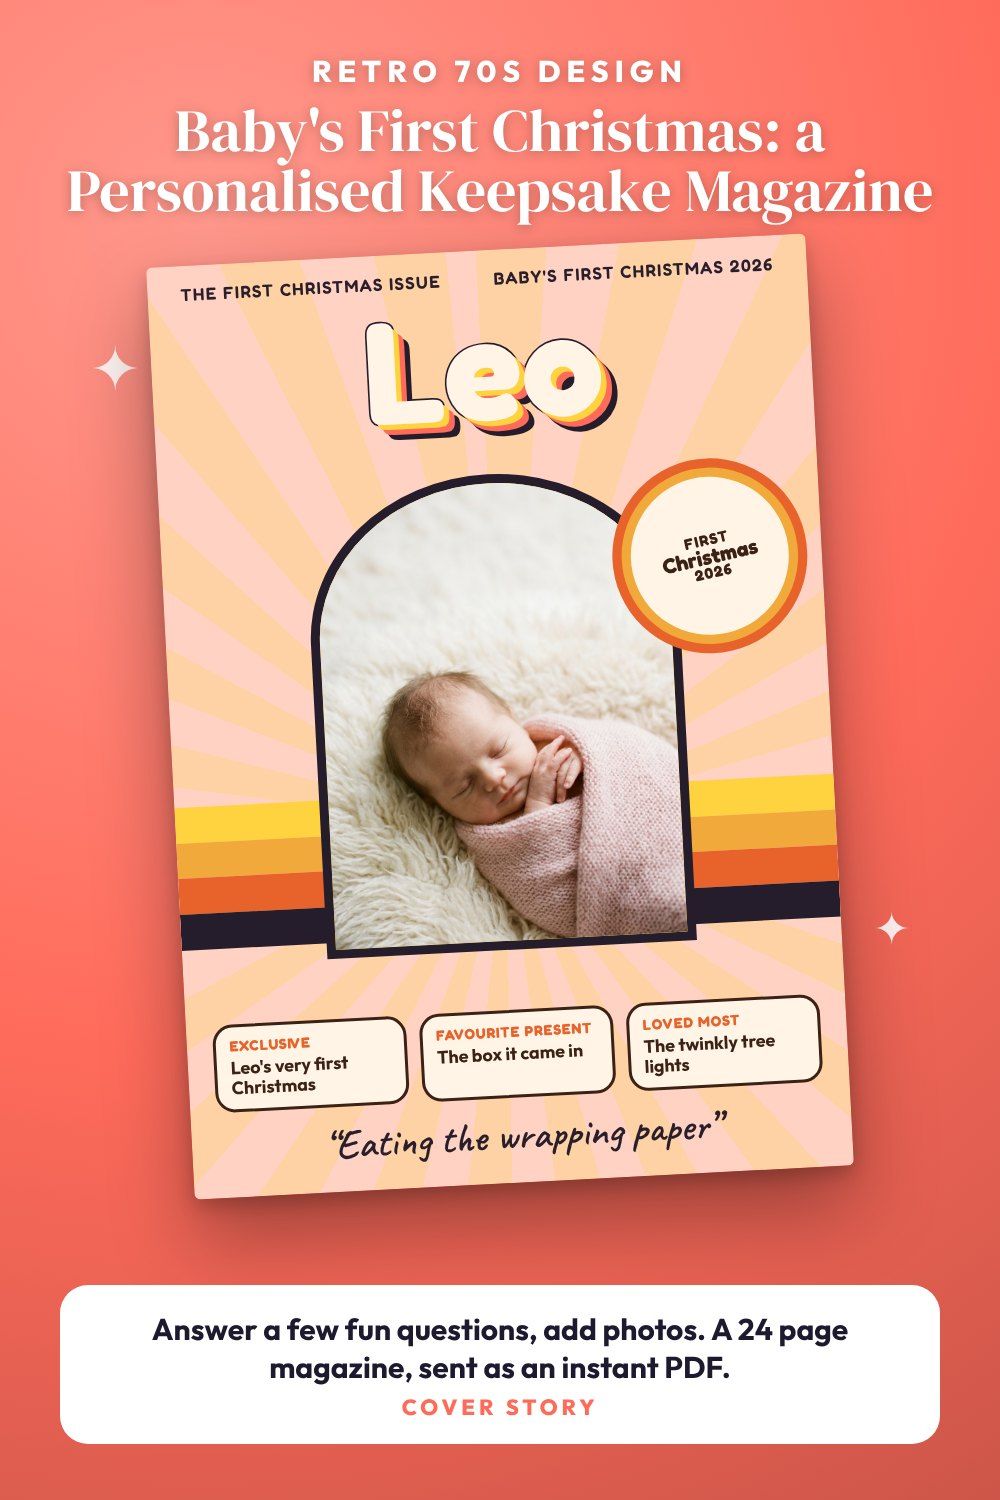 RETRO 70S DESIGN
Baby's First Christmas: a
Personalised Keepsake Magazine
THE FIRST CHRISTMAS ISSUE
BABY'S FIRST CHRISTMAS 2026
Leo
FIRST
Christmas
2026
EXCLUSIVE
Leo's very first
Christmas
FAVOURITE PRESENT
The box it came in
LOVED MOST
The twinkly tree
lights
“Eating the wrapping paper”
Answer a few fun questions, add photos. A 24 page
magazine, sent as an instant PDF.
COVER STORY